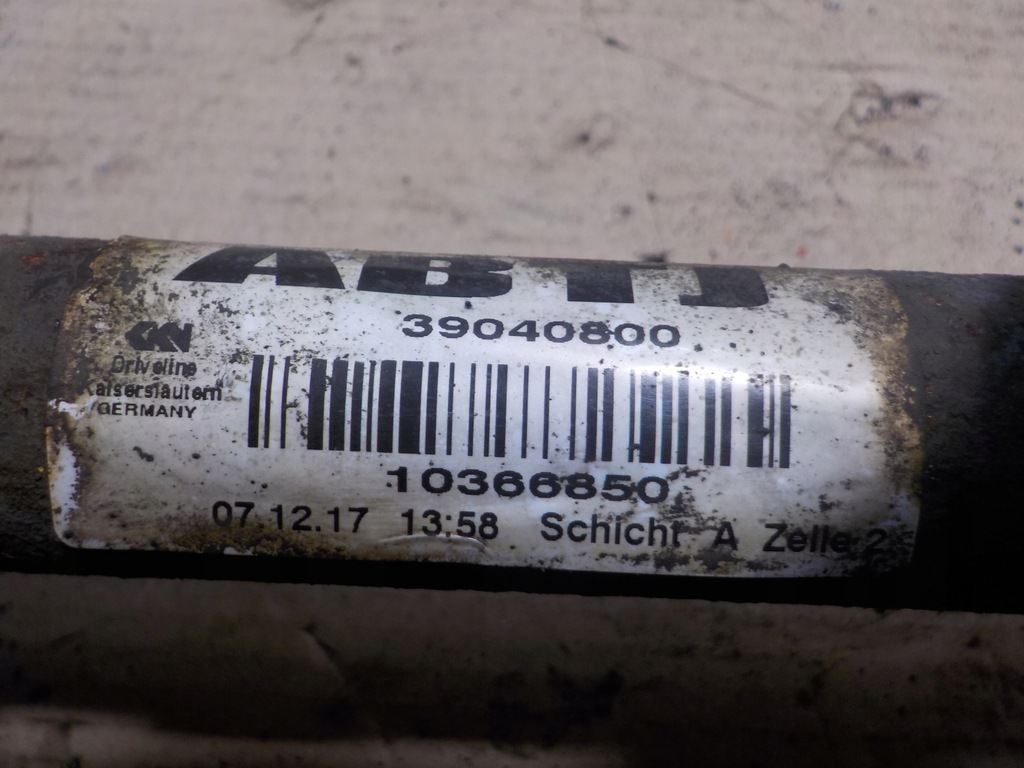 ABTJ
39040800
GKN
Driveline
Kaiserslautern
GERMANY
10366850
07.12.17 13:58 Schicht A Zelle 2